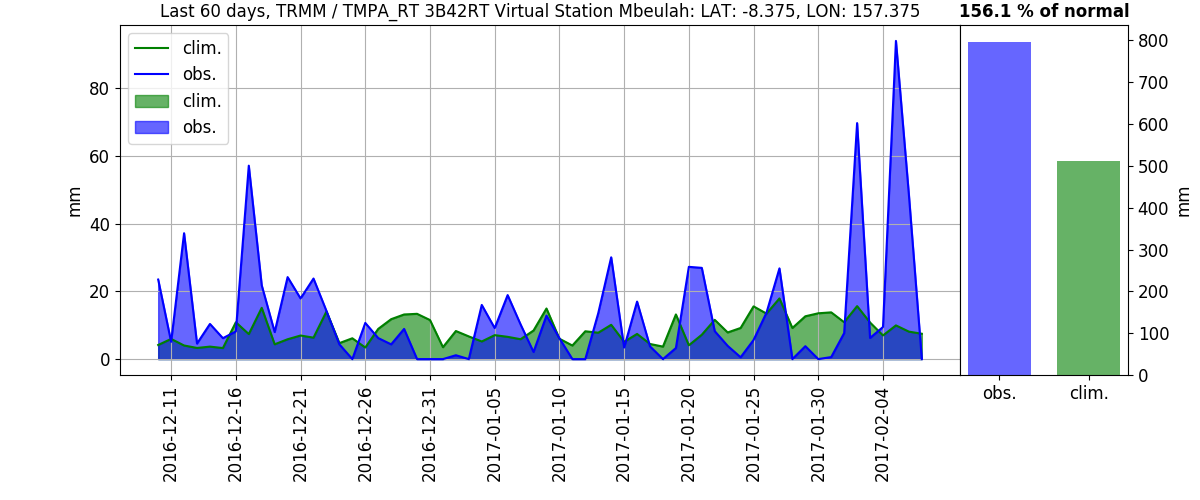 Last 60 days, TRMM / TMPA_RT 3B42RT Virtual Station Mbeulah: LAT: -8.375, LON: 157.375
156.1 % of normal
clim.
obs.
clim.
obs.
mm
80
60
40
20
0
2016-12-11
2016-12-16
2016-12-21
2016-12-26
2016-12-31
2017-01-05
2017-01-10
2017-01-15
2017-01-20
2017-01-25
2017-01-30
2017-02-04
800
700
600
500
400
300
200
100
0
mm
obs.
clim.